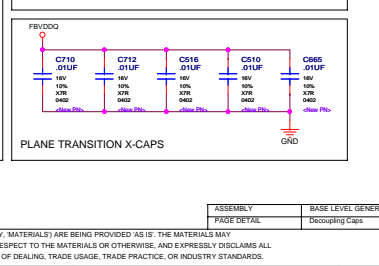 FBVDDQ
C710 C712 C516 C510 C665
.01UF .01UF .01UF .01UF .01UF
16V 16V 16V 16V 16V
10% 10% 10% 10% 10%
X7R X7R X7R X7R X7R
0402 0402 0402 0402 0402
<New PN> <New PN> <New PN> <New PN> <New PN>
PLANE TRANSITION X-CAPS
GND
ASSEMBLY BASE LEVEL GENER
PAGE DETAIL Decoupling Caps
Y, 'MATERIALS') ARE BEING PROVIDED 'AS IS'. THE MATERIALS MAY
ESPECT TO THE MATERIALS OR OTHERWISE, AND EXPRESSLY DISCLAIMS ALL
OF DEALING, TRADE USAGE, TRADE PRACTICE, OR INDUSTRY STANDARDS.